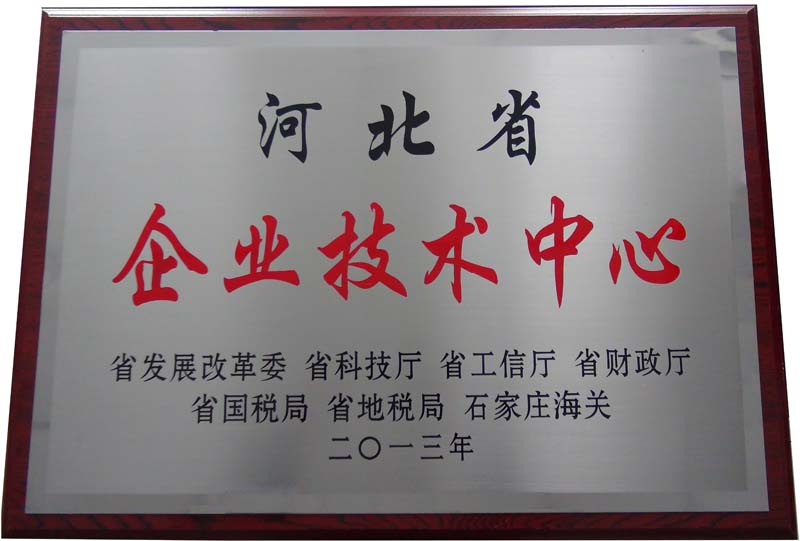 河北省
企业技术中心
省发展改革委 省科技厅 省工信厅 省财政厅
省国税局 省地税局 石家庄海关
二〇一三年